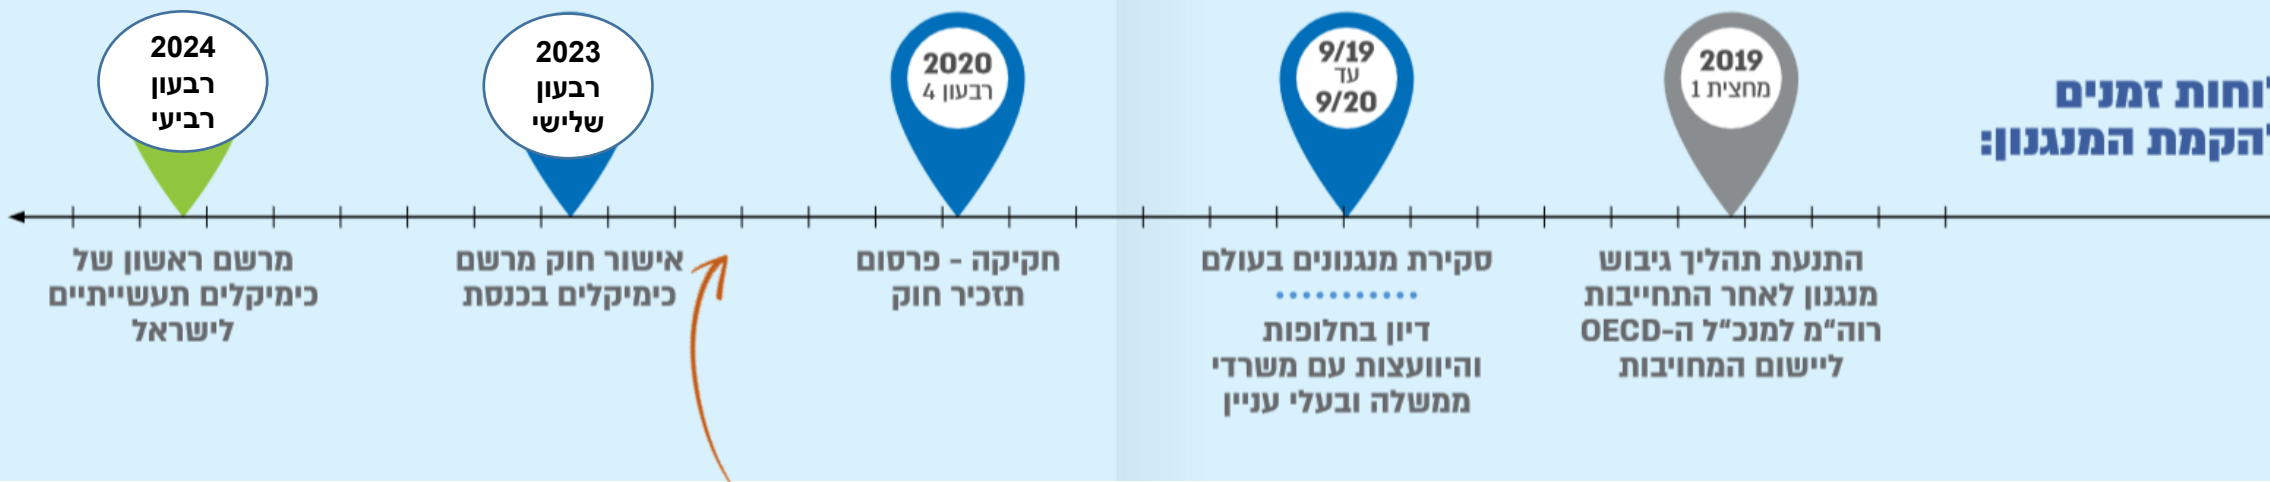 לוחות זמנים
להקמת המנגנון:
2019
מחצית 1
התנעת תהליך גיבוש
מנגנון לאחר התחייבות
רוה"מ למנכ"ל ה-OECD
ליישום המחויבות
9/19
עד
9/20
סקירת מנגנונים בעולם
דיון בחלופות
והיוועצות עם משרדי
ממשלה ובעלי עניין
2020
רבעון 4
חקיקה - פרסום
תזכיר חוק
2023
רבעון
שלישי
אישור חוק מרשם
כימיקלים בכנסת
2024
רבעון
רביעי
מרשם ראשון של
כימיקלים תעשייתיים
לישראל